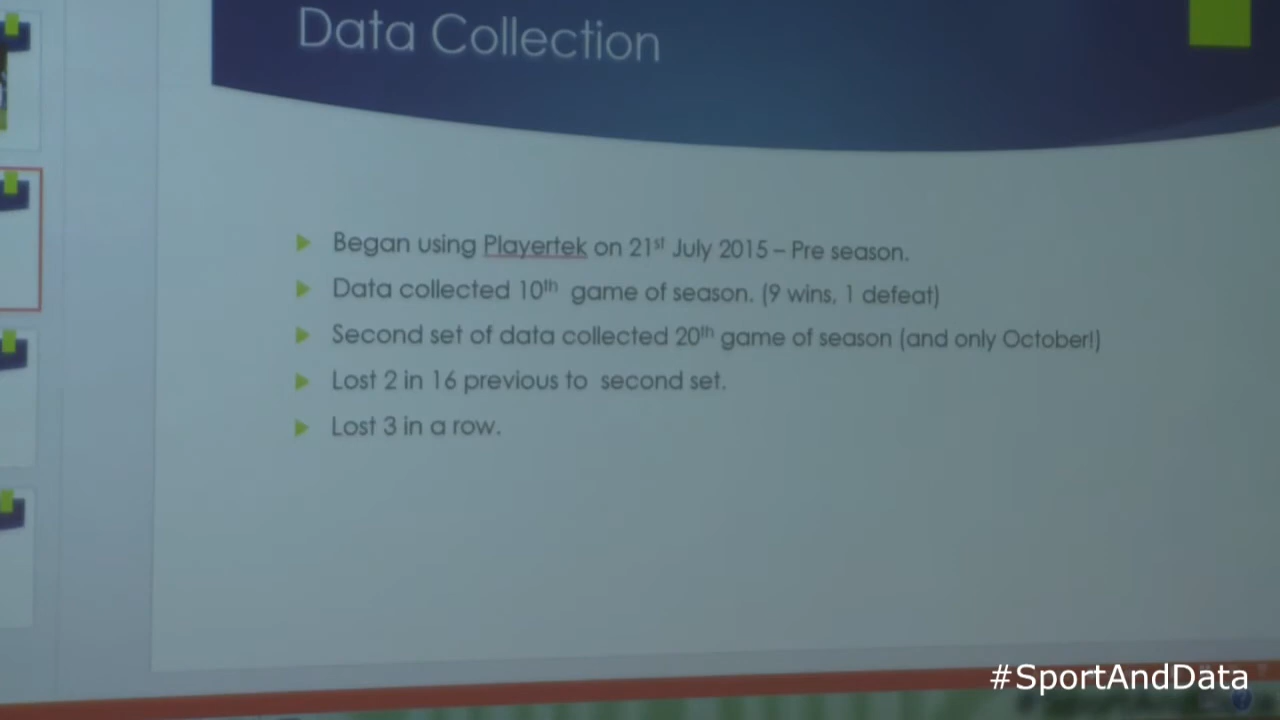 Data Collection
Began using Playertek on 21st July 2015 – Pre season.
Data collected 10th game of season. (9 wins, 1 defeat)
Second set of data collected 20th game of season (and only October!)
Lost 2 in 16 previous to second set.
Lost 3 in a row.
#SportAndData